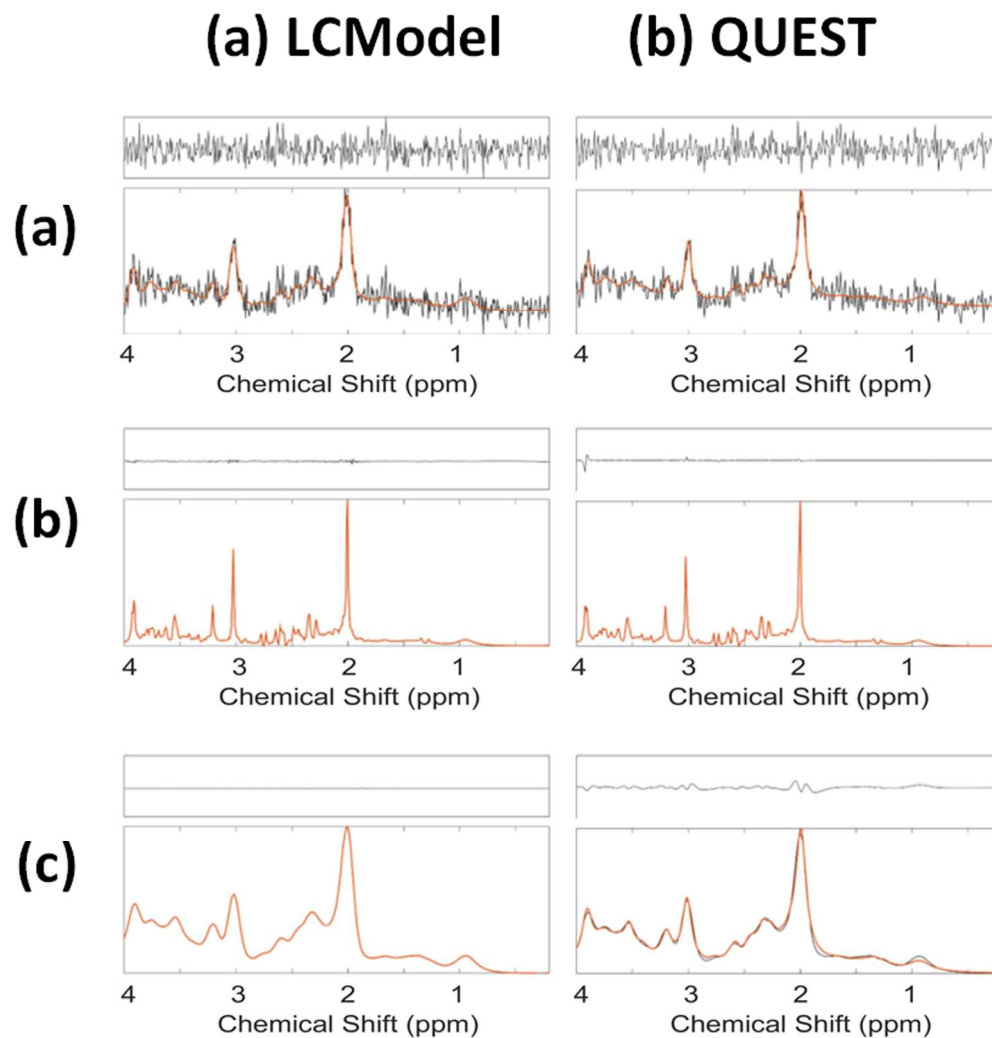 (a) LCModel (b) QUEST
(a)
4 3 2 1 4 3 2 1
Chemical Shift (ppm) Chemical Shift (ppm)
(b)
4 3 2 1 4 3 2 1
Chemical Shift (ppm) Chemical Shift (ppm)
(c)
4 3 2 1 4 3 2 1
Chemical Shift (ppm) Chemical Shift (ppm)